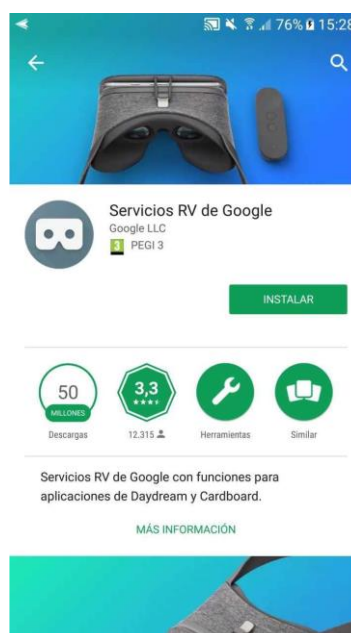 76% 15:28
Servicios RV de Google
Google LLC
3 PEGI 3
INSTALAR
50
MILLONES
3,3
Descargas
12.315
Herramientas
Similar
Servicios RV de Google con funciones para
aplicaciones de Daydream y Cardboard.
MÁS INFORMACIÓN